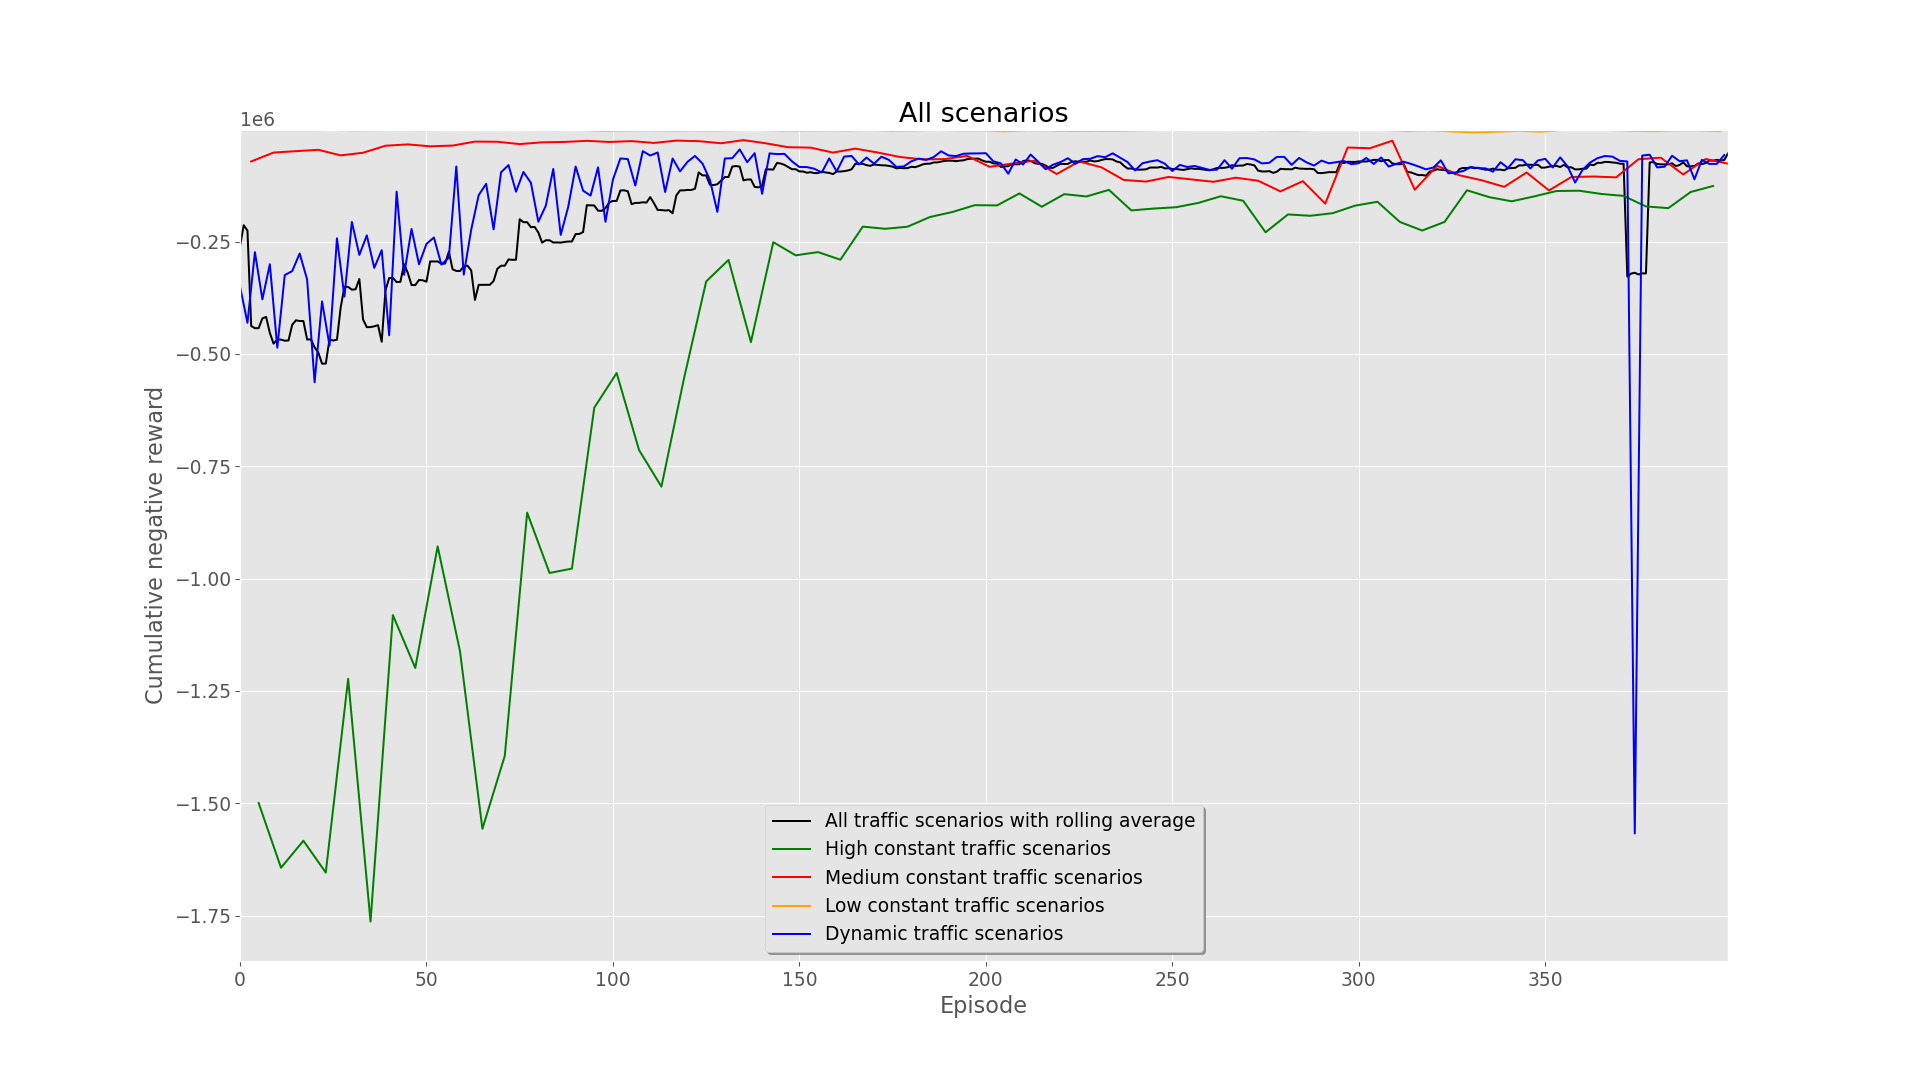 All scenarios
1e6
−0.25
−0.50
−0.75
−1.00
−1.25
−1.50
−1.75
Cumulative negative reward
All traffic scenarios with rolling average
High constant traffic scenarios
Medium constant traffic scenarios
Low constant traffic scenarios
Dynamic traffic scenarios
0 50 100 150 200 250 300 350
Episode